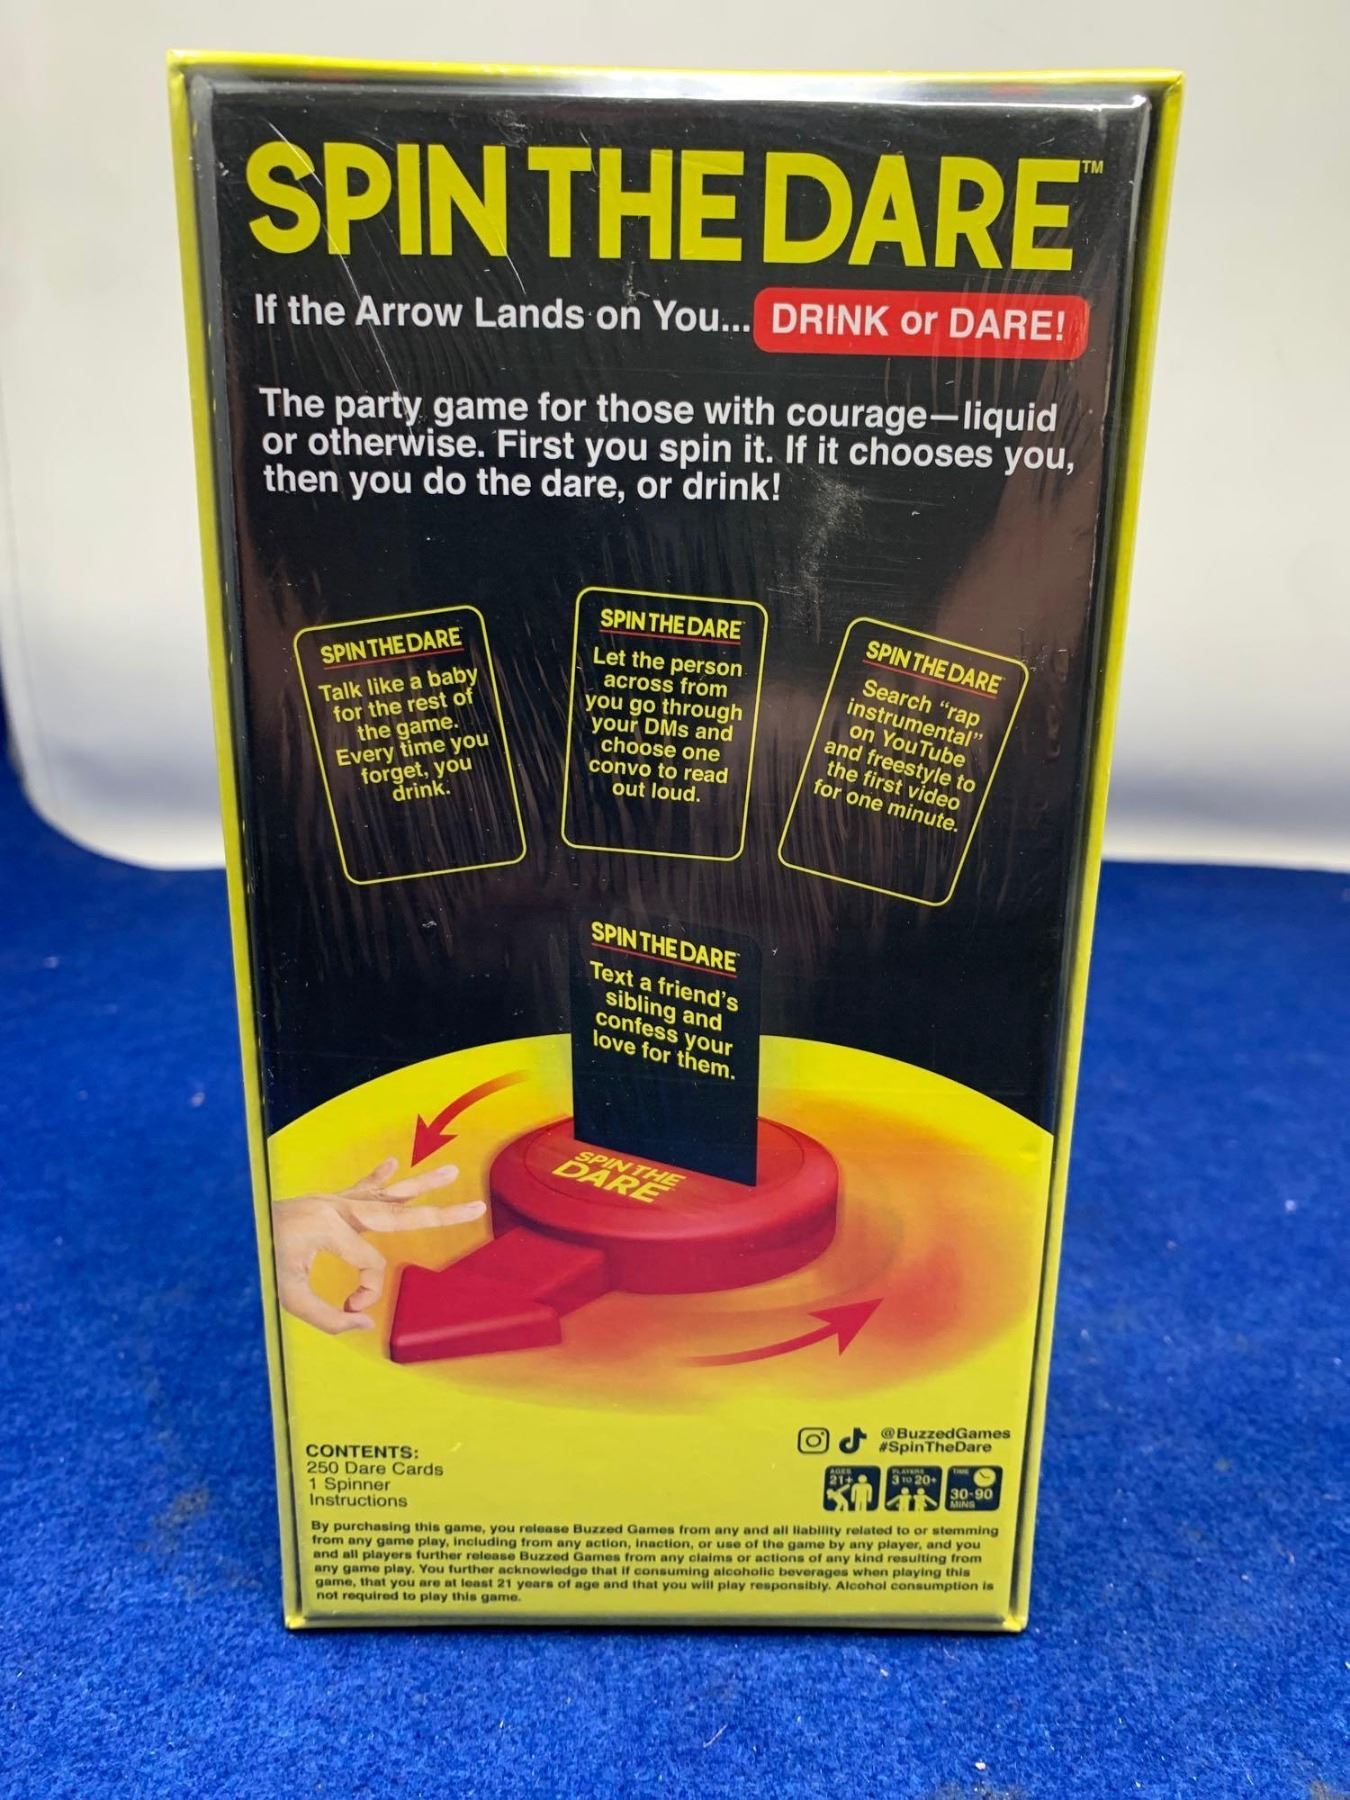 SPIN THE DARE™
If the Arrow Lands on You... DRINK or DARE!
The party game for those with courage—liquid
or otherwise. First you spin it. If it chooses you,
then you do the dare, or drink!
SPIN THE DARE
Talk like a baby
for the rest of
the game.
Every time you
forget, you
drink.
SPIN THE DARE
Let the person
across from
you go through
your DMs and
choose one
convo to read
out loud.
SPIN THE DARE
Search “rap
instrumental”
on YouTube
and freestyle to
the first video
for one minute.
SPIN THE DARE
Text a friend’s
sibling and
confess your
love for them.
SPIN THE
DARE
CONTENTS:
250 Dare Cards
1 Spinner
Instructions
@BuzzedGames
#SpinTheDare
AGES
21+
PLAYERS
3 TO 20+
TIME
30-90
MINS
By purchasing this game, you release Buzzed Games from any and all liability related to or stemming
from any game play, including from any action, inaction, or use of the game by any player, and you
and all players further release Buzzed Games from any claims or actions of any kind resulting from
any game play. You further acknowledge that if consuming alcoholic beverages when playing this
game, that you are at least 21 years of age and that you will play responsibly. Alcohol consumption is
not required to play this game.